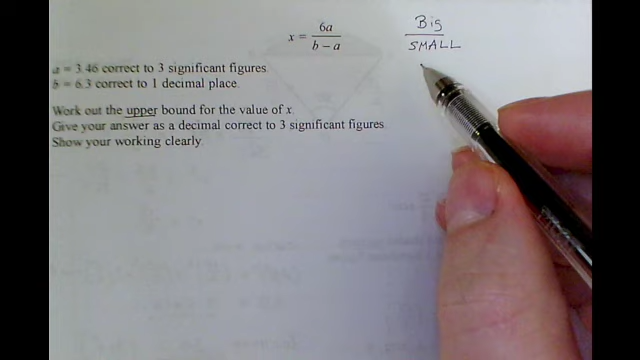 x = 6a / b – a
Big
SMALL
a = 3.46 correct to 3 significant figures.
b = 6.3 correct to 1 decimal place.
Work out the upper bound for the value of x.
Give your answer as a decimal correct to 3 significant figures
Show your working clearly